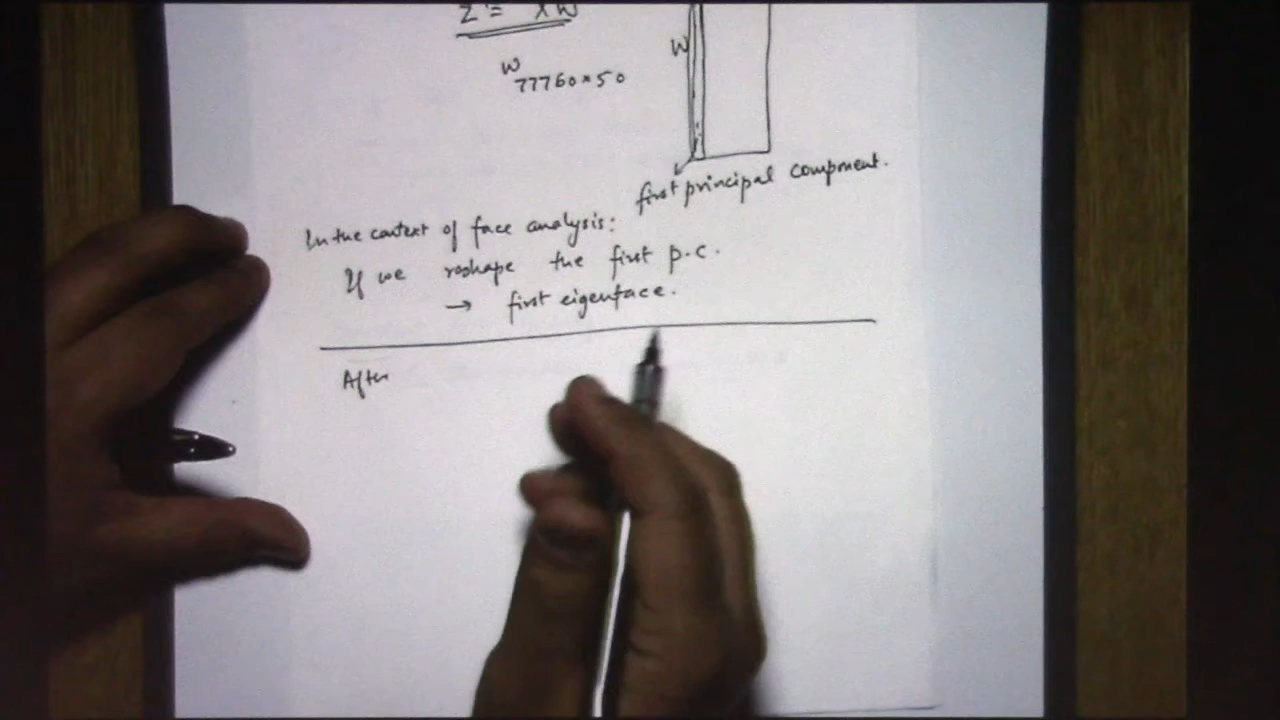 Z = XW
W
W
77760×50
first principal component.
In the context of face analysis:
If we reshape the first p.c.
→ first eigenface.
After